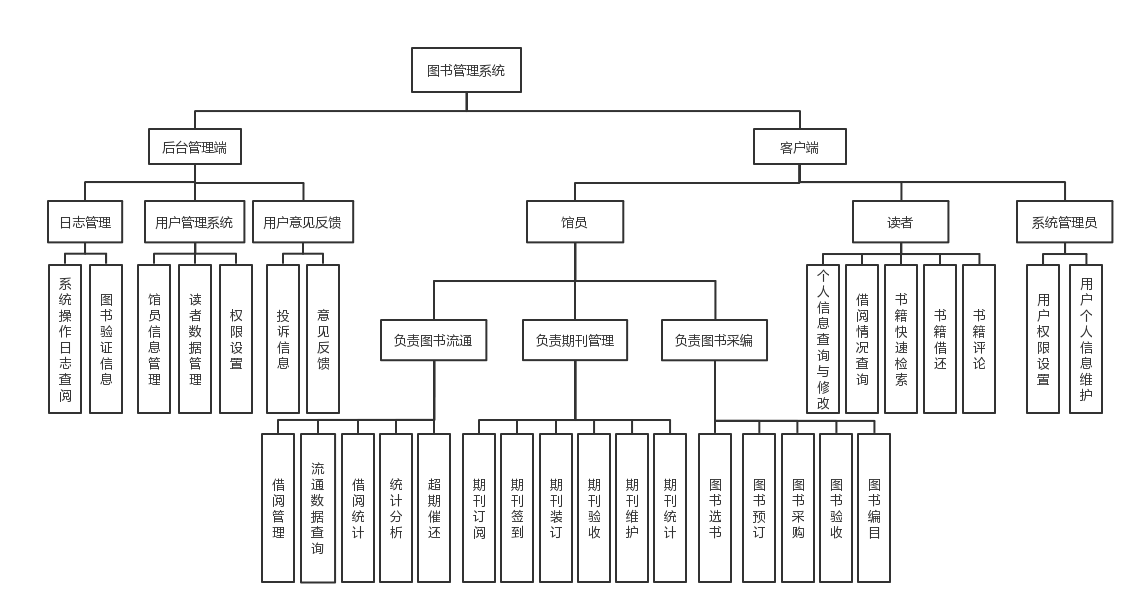 图书管理系统
后台管理端
客户端
日志管理
用户管理系统
用户意见反馈
馆员
读者
系统管理员
系统操作日志查阅
图书验证信息
馆员信息管理
读者数据管理
权限设置
投诉信息
意见反馈
个人信息查询与修改
借阅情况查询
书籍快速检索
书籍借还
书籍评论
用户权限设置
用户个人信息维护
负责图书流通
负责期刊管理
负责图书采编
借阅管理
流通数据查询
借阅统计
统计分析
超期催还
期刊订阅
期刊签到
期刊装订
期刊验收
期刊维护
期刊统计
图书选书
图书预订
图书采购
图书验收
图书编目